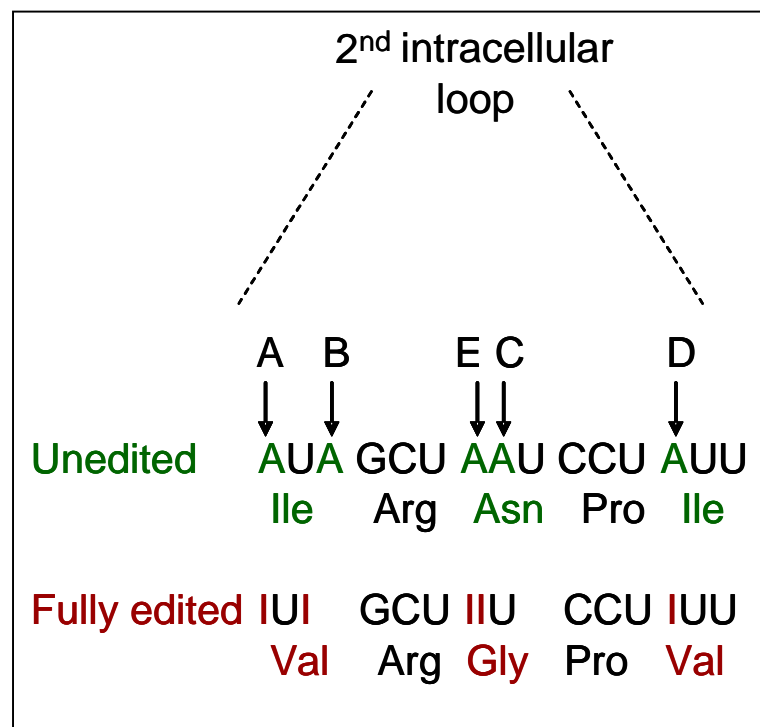 2nd intracellular
loop
A B E C D
Unedited AUA GCU AAU CCU AUU
Ile Arg Asn Pro Ile
Fully edited IUI GCU IIU CCU IUU
Val Arg Gly Pro Val